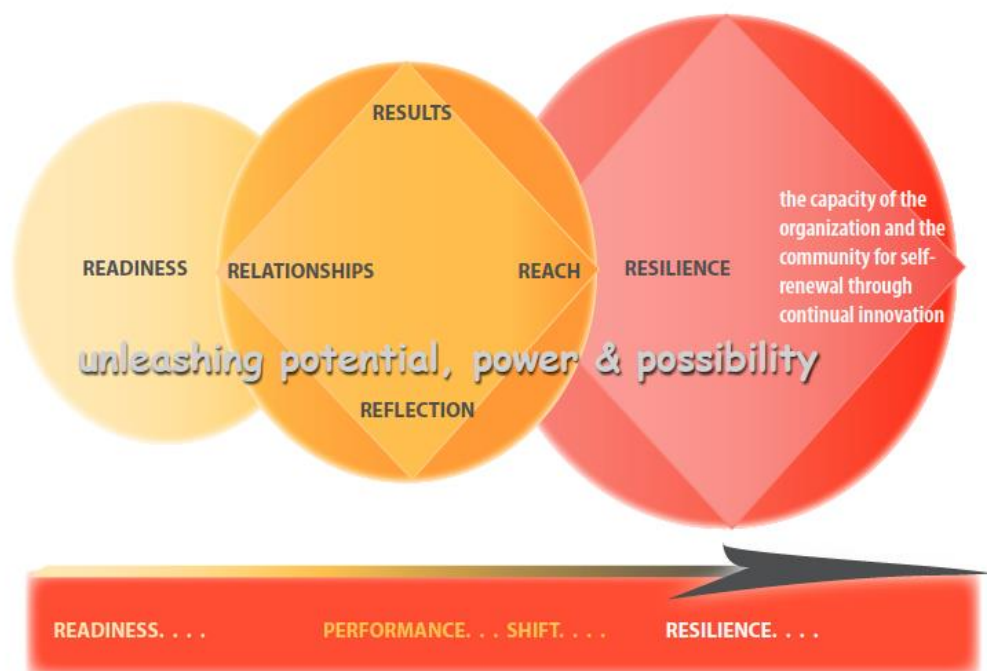 RESULTS
READINESS
RELATIONSHIPS
REACH
RESILIENCE
the capacity of the
organization and the
community for self-
renewal through
continual innovation
unleashing potential, power & possibility
REFLECTION
READINESS. . . .
PERFORMANCE. . . SHIFT. . . .
RESILIENCE. . . .